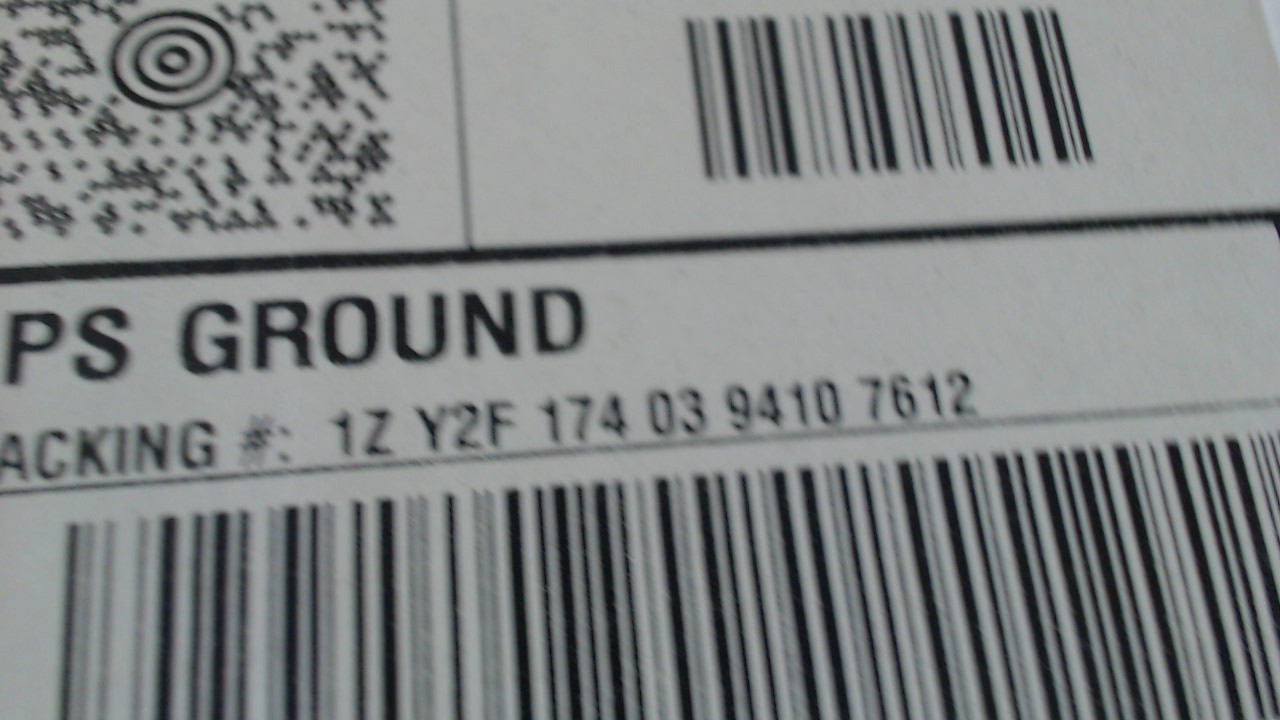 PS GROUND
ACKING #: 1Z Y2F 174 03 9410 7612